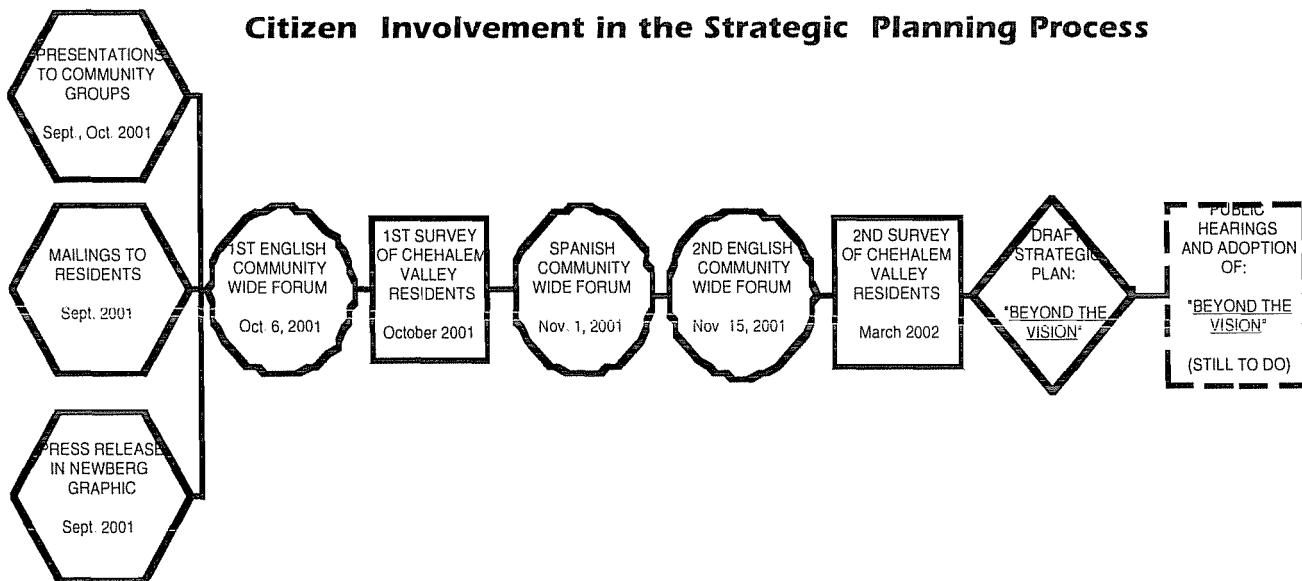 Citizen Involvement in the Strategic Planning Process
PRESENTATIONS
TO COMMUNITY
GROUPS
Sept., Oct. 2001
MAILINGS TO
RESIDENTS
Sept. 2001
PRESS RELEASE
IN NEWBERG
GRAPHIC
Sept. 2001
1ST ENGLISH
COMMUNITY
WIDE FORUM
Oct. 6, 2001
1ST SURVEY
OF CHEHALEM
VALLEY
RESIDENTS
October 2001
SPANISH
COMMUNITY
WIDE FORUM
Nov. 1, 2001
2ND ENGLISH
COMMUNITY
WIDE FORUM
Nov. 15, 2001
2ND SURVEY
OF CHEHALEM
VALLEY
RESIDENTS
March 2002
DRAFT
STRATEGIC
PLAN:
"BEYOND THE
VISION"
PUBLIC
HEARINGS
AND ADOPTION
OF:
"BEYOND THE
VISION"
(STILL TO DO)